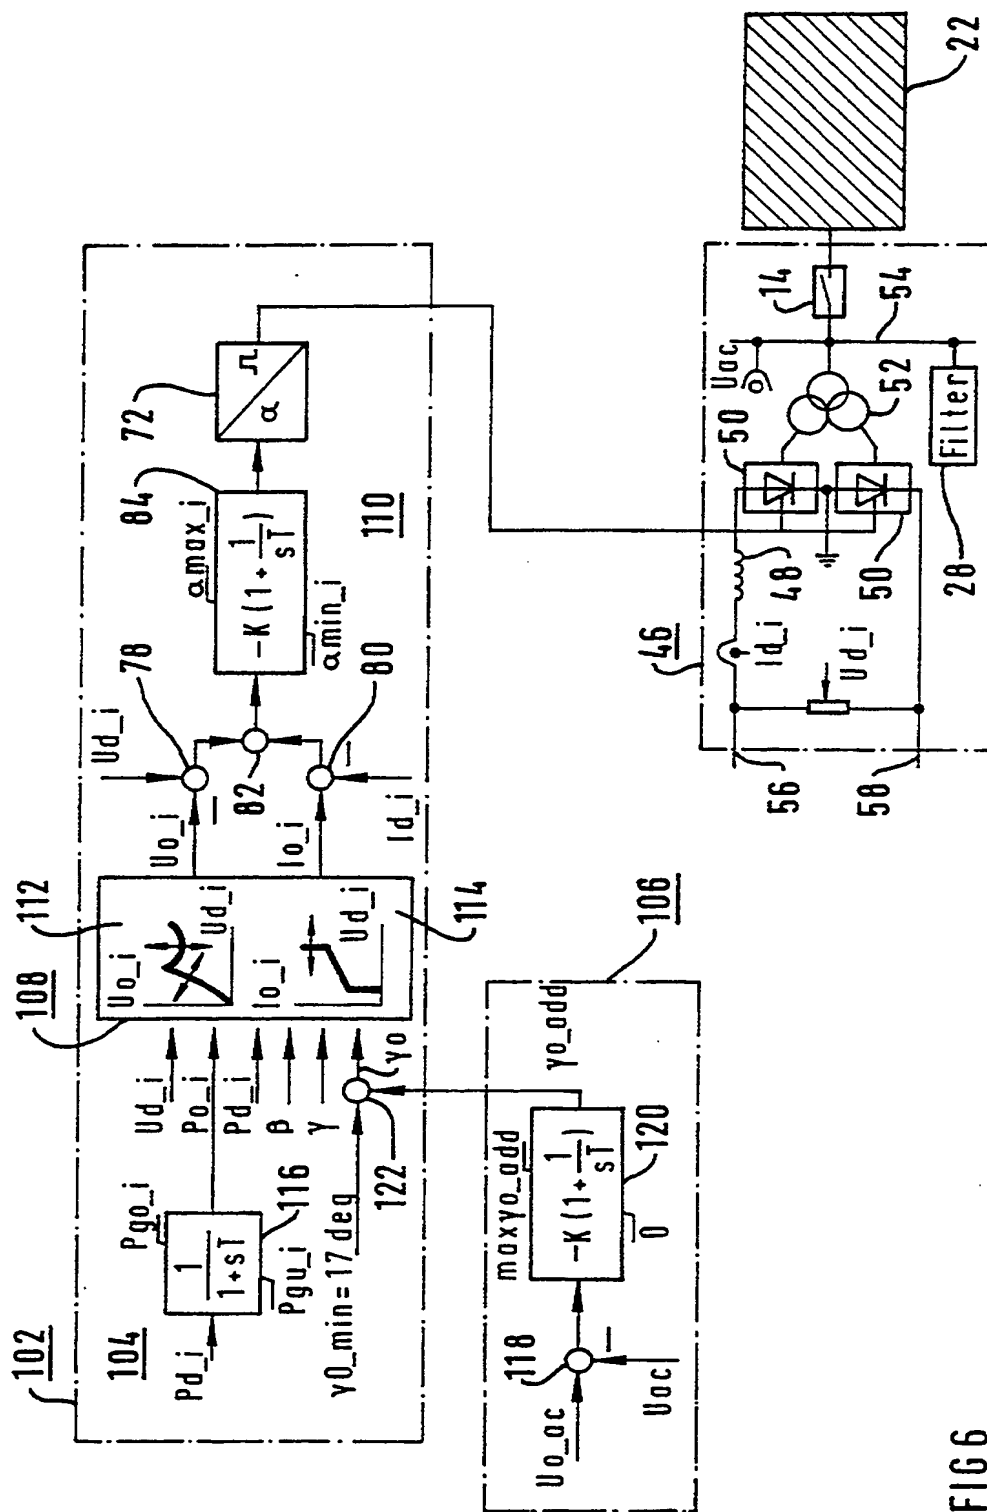 102
104
Pd_i
Pgo_i
1
1+sT
Pgu_i
116
γ0_min=17 deg
122
Ud_i
Po_i
Pd_i
β
γ
γo
108
112
Uo_i
Ud_i
Io_i
Ud_i
114
Uo_i
Io_i
Ud_i
78
82
80
Id_i
84
αmax_i
-K(1+
1
sT
)
αmin_i
72
α
110
106
Uo_ac
118
Uac
maxγo_add
-K(1+
1
sT
)
0
120
γo_add
46
56
58
Id_i
Ud_i
48
50
50
Uac
52
14
54
Filter
28
22
FIG 6